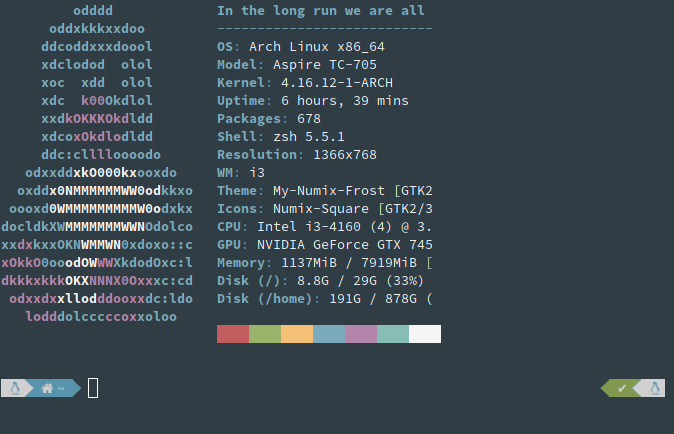 odddd
In the long run we are all
oddxkkkxxdoo
--------------------------
ddcoddxxxdoool
OS: Arch Linux x86_64
xdclodod  olol
Model: Aspire TC-705
xoc  xdd  olol
Kernel: 4.16.12-1-ARCH
xdc  k00Okdlol
Uptime: 6 hours, 39 mins
xxdkOKKKOkdldd
Packages: 678
xdcoxOkdlodldd
Shell: zsh 5.5.1
ddc:clllloooodo
Resolution: 1366x768
odxxddxkO000kxooxdo
WM: i3
oxddx0NMMMMMMWW0odkkxo
Theme: My-Numix-Frost [GTK2
oooxd0WMMMMMMMMMW0odxkx
Icons: Numix-Square [GTK2/3
docldkXWMMMMMMMWWNOdolco
CPU: Intel i3-4160 (4) @ 3.
xxdxkxxOKNWMMWN0xdoxo::c
GPU: NVIDIA GeForce GTX 745
xOkkO0ooodOWWWXkdodOxc:l
Memory: 1137MiB / 7919MiB [
dkkkxkkkOKXNNNX0Oxxxc:cd
Disk (/): 8.8G / 29G (33%)
odxxdxxllodddooxxdc:ldo
Disk (/home): 191G / 878G (
lodddolcccccoxxoloo
~